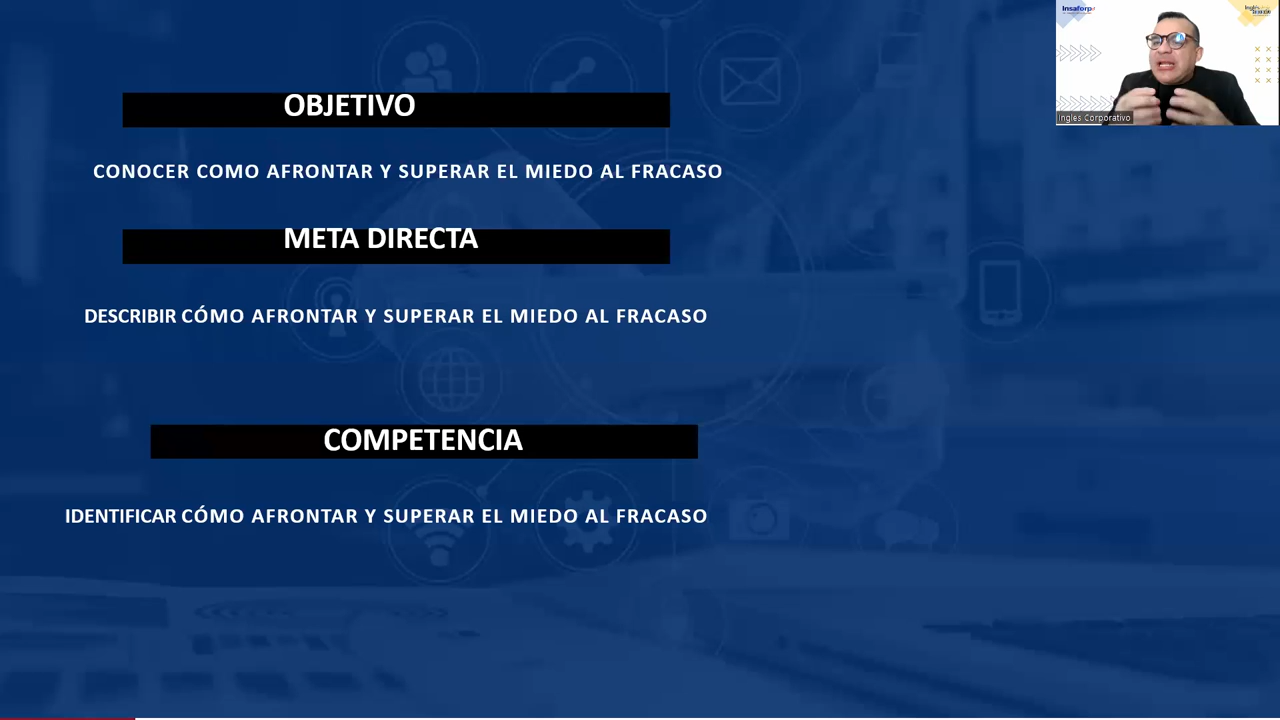 OBJETIVO
CONOCER COMO AFRONTAR Y SUPERAR EL MIEDO AL FRACASO
META DIRECTA
DESCRIBIR CÓMO AFRONTAR Y SUPERAR EL MIEDO AL FRACASO
COMPETENCIA
IDENTIFICAR CÓMO AFRONTAR Y SUPERAR EL MIEDO AL FRACASO
Insaforp
Ingles Corporativo